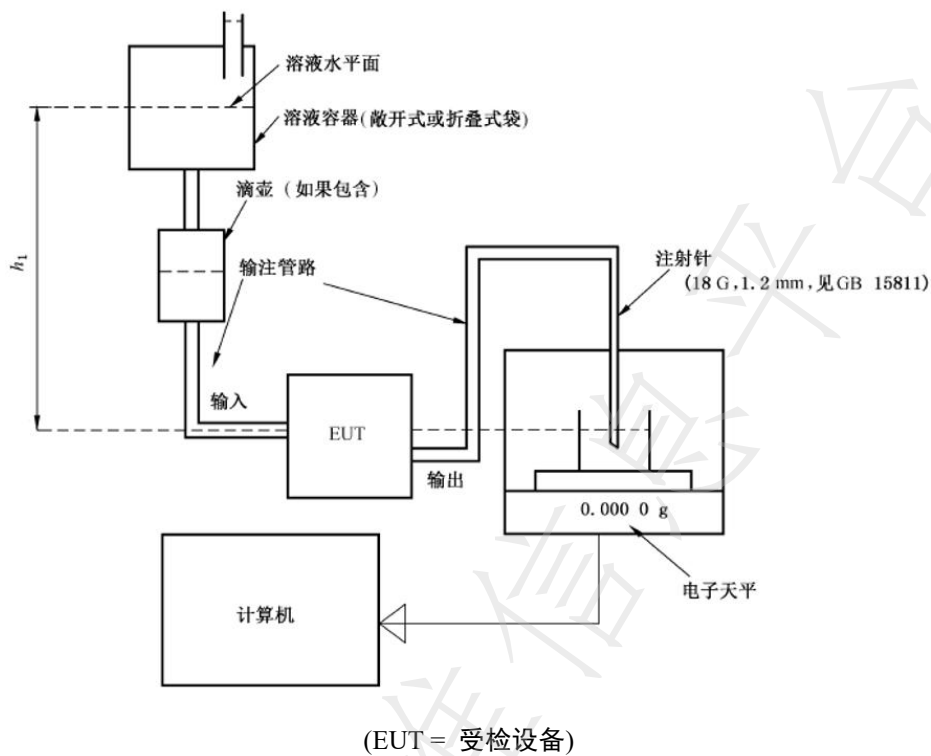 溶液水平面
溶液容器(敞开式或折叠式袋)
滴壶（如果包含）
h₁
输注管路
注射针
(18 G,1.2 mm,见GB 15811)
输入
EUT
输出
0.000 0 g
电子天平
计算机
(EUT = 受检设备)